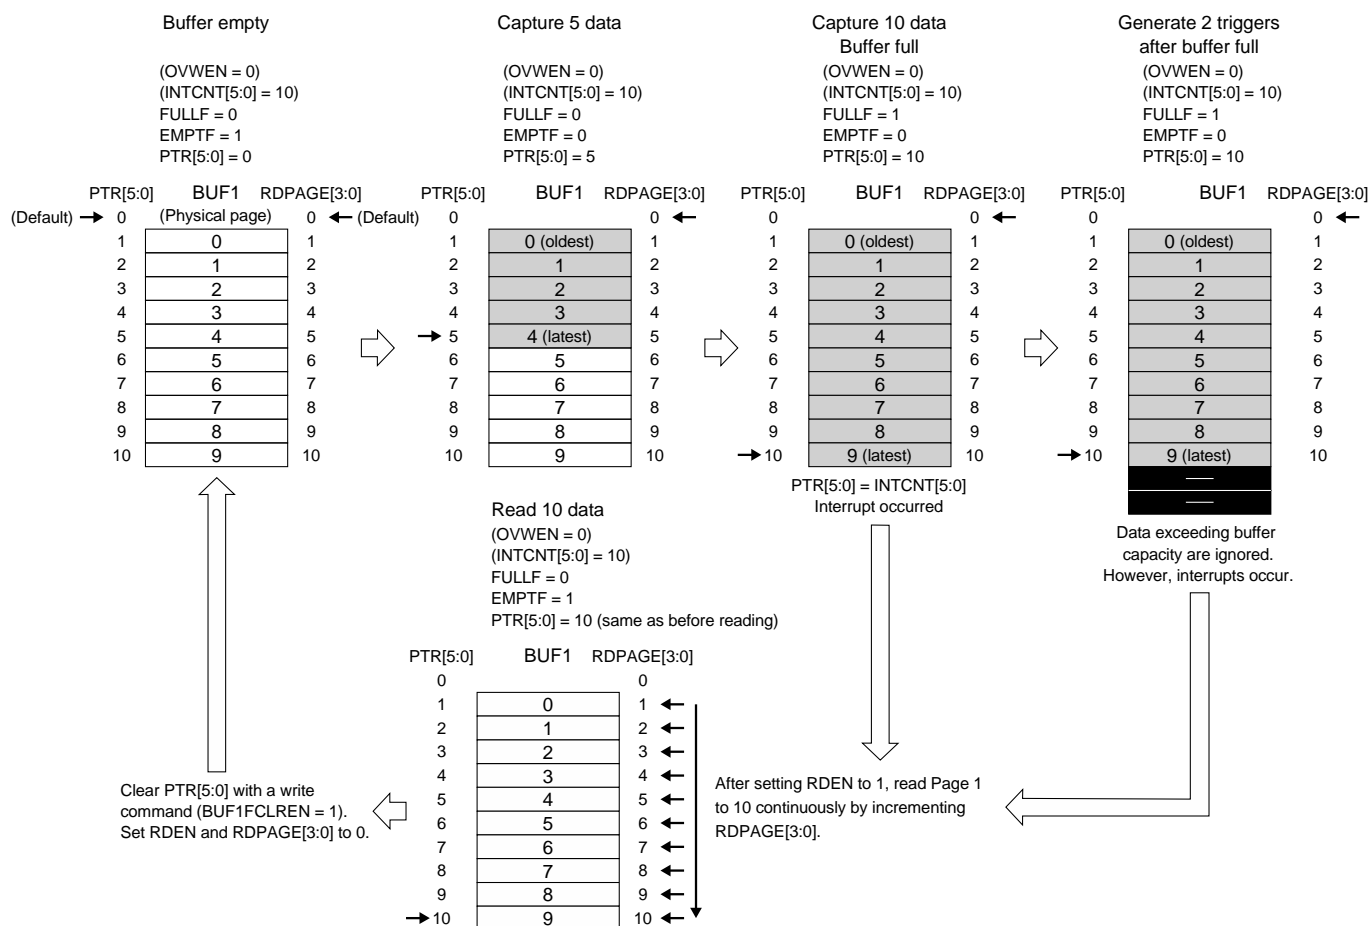 Buffer empty
(OVWEN = 0)
(INTCNT[5:0] = 10)
FULLF = 0
EMPTF = 1
PTR[5:0] = 0
PTR[5:0] BUF1 RDPAGE[3:0]
(Default) 0 (Physical page) 0 (Default)
1 0 1
2 1 2
3 2 3
4 3 4
5 4 5
6 5 6
7 6 7
8 7 8
9 8 9
10 9 10
Capture 5 data
(OVWEN = 0)
(INTCNT[5:0] = 10)
FULLF = 0
EMPTF = 0
PTR[5:0] = 5
PTR[5:0] BUF1 RDPAGE[3:0]
0 0
1 0 (oldest) 1
2 1 2
3 2 3
4 3 4
5 4 (latest) 5
6 5 6
7 6 7
8 7 8
9 8 9
10 9 10
Capture 10 data
Buffer full
(OVWEN = 0)
(INTCNT[5:0] = 10)
FULLF = 1
EMPTF = 0
PTR[5:0] = 10
PTR[5:0] BUF1 RDPAGE[3:0]
0 0
1 0 (oldest) 1
2 1 2
3 2 3
4 3 4
5 4 5
6 5 6
7 6 7
8 7 8
9 8 9
10 9 (latest) 10
PTR[5:0] = INTCNT[5:0]
Interrupt occurred
Generate 2 triggers
after buffer full
(OVWEN = 0)
(INTCNT[5:0] = 10)
FULLF = 1
EMPTF = 0
PTR[5:0] = 10
PTR[5:0] BUF1 RDPAGE[3:0]
0 0
1 0 (oldest) 1
2 1 2
3 2 3
4 3 4
5 4 5
6 5 6
7 6 7
8 7 8
9 8 9
10 9 (latest) 10
—
—
Data exceeding buffer
capacity are ignored.
However, interrupts occur.
Read 10 data
(OVWEN = 0)
(INTCNT[5:0] = 10)
FULLF = 0
EMPTF = 1
PTR[5:0] = 10 (same as before reading)
PTR[5:0] BUF1 RDPAGE[3:0]
0 0
1 0 1
2 1 2
3 2 3
4 3 4
5 4 5
6 5 6
7 6 7
8 7 8
9 8 9
10 9 10
After setting RDEN to 1, read Page 1
to 10 continuously by incrementing
RDPAGE[3:0].
Clear PTR[5:0] with a write
command (BUF1FCLREN = 1).
Set RDEN and RDPAGE[3:0] to 0.